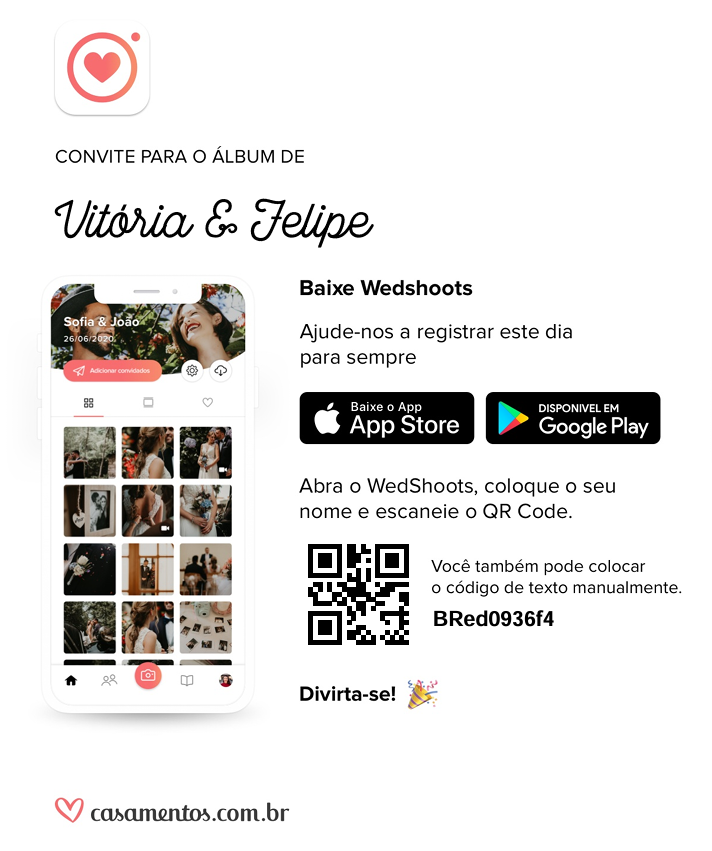 CONVITE PARA O ÁLBUM DE
Vitória & Felipe
Sofia & João
26/06/2020
Adicionar convidados
Baixe Wedshoots
Ajude-nos a registrar este dia
para sempre
Baixe o App
App Store
DISPONIVEL EM
Google Play
Abra o WedShoots, coloque o seu
nome e escaneie o QR Code.
Você também pode colocar
o código de texto manualmente.
BRed0936f4
Divirta-se!
casamentos.com.br